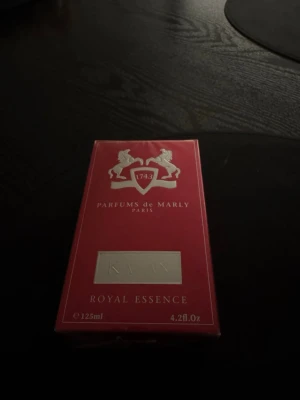 1743
PARFUMS de MARLY
PARIS
ROYAL ESSENCE
℮125ml 4.2fl.Oz